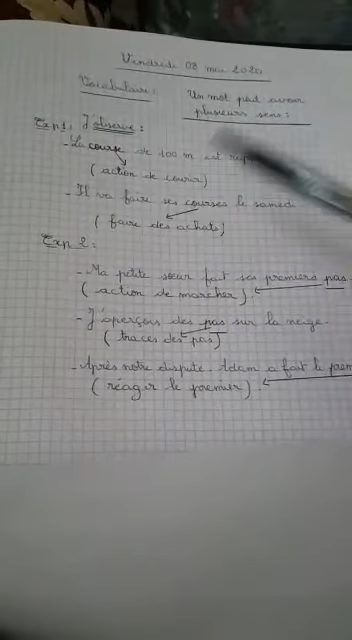 Vendredi 08 mai 2020
Vocabulaire: Un mot peut avoir
plusieurs sens:
Exp1: J'observe:
- La course de 100 m est
(action de courir)
- Il va faire ses courses le samedi
(faire des achats)
Exp 2:
- Ma petite sœur fait ses premiers pas.
(action de marcher).
- J'aperçois des pas sur la neige.
(traces des pas)
- Après notre dispute, Adam a fait le
(réagir le premier).